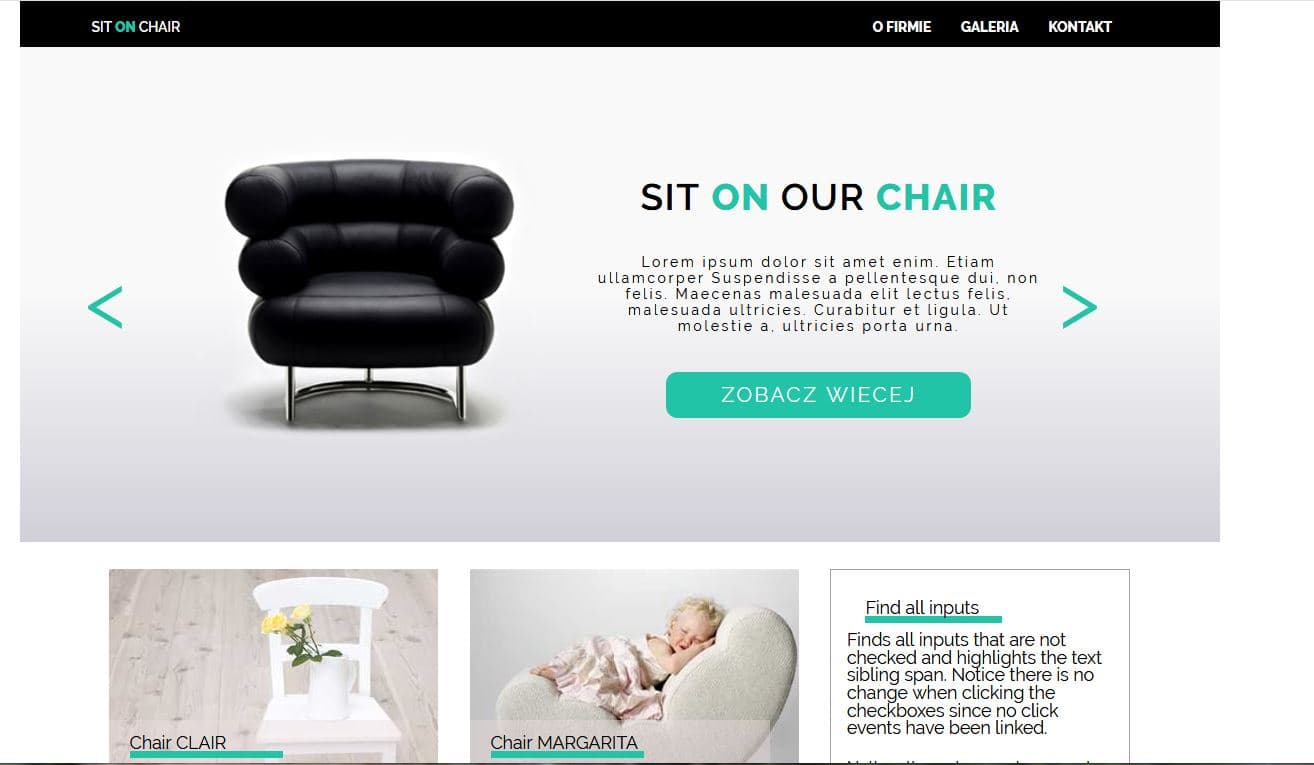 SIT ON CHAIR
O FIRMIE GALERIA KONTAKT
SIT ON OUR CHAIR
Lorem ipsum dolor sit amet enim. Etiam
ullamcorper Suspendisse a pellentesque dui, non
felis. Maecenas malesuada elit lectus felis,
malesuada ultricies. Curabitur et ligula. Ut
molestie a, ultricies porta urna.
<
>
ZOBACZ WIECEJ
Chair CLAIR
Chair MARGARITA
Find all inputs
Finds all inputs that are not
checked and highlights the text
sibling span. Notice there is no
change when clicking the
checkboxes since no click
events have been linked.